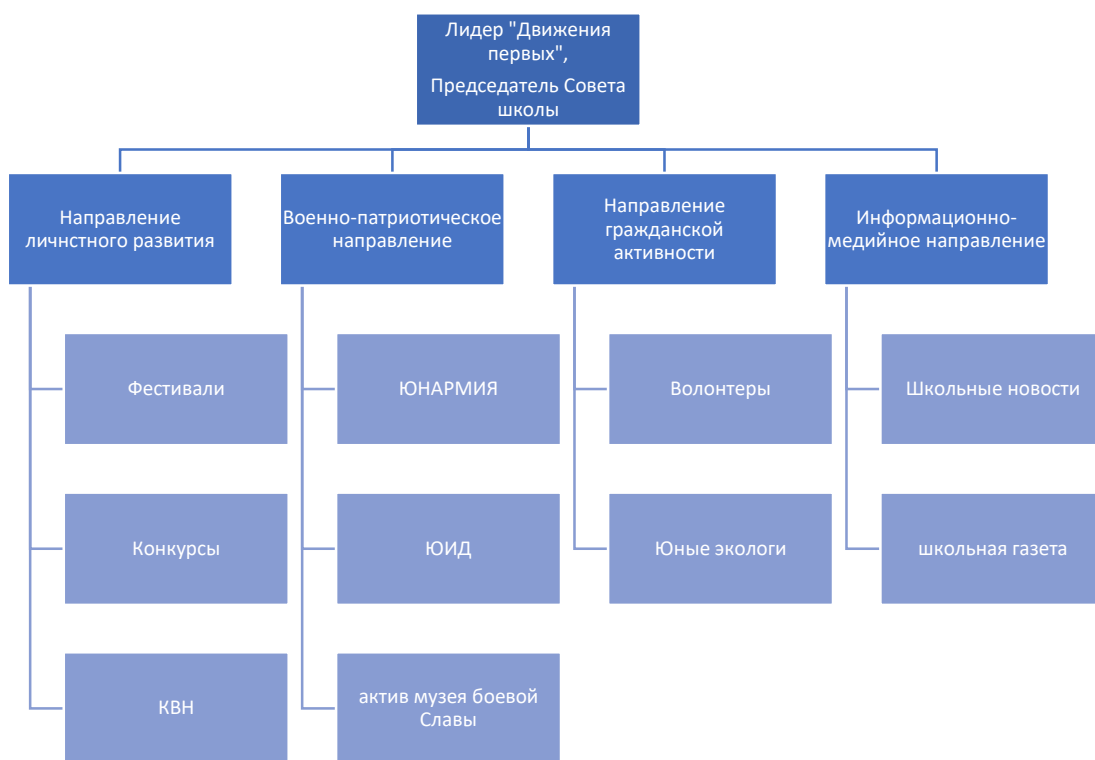 Лидер "Движения
первых",
Председатель Совета
школы
Направление
личнстного развития
Военно-патриотическое
направление
Направление
гражданской
активности
Информационно-
медийное направление
Фестивали
ЮНАРМИЯ
Волонтеры
Школьные новости
Конкурсы
ЮИД
Юные экологи
школьная газета
КВН
актив музея боевой
Славы